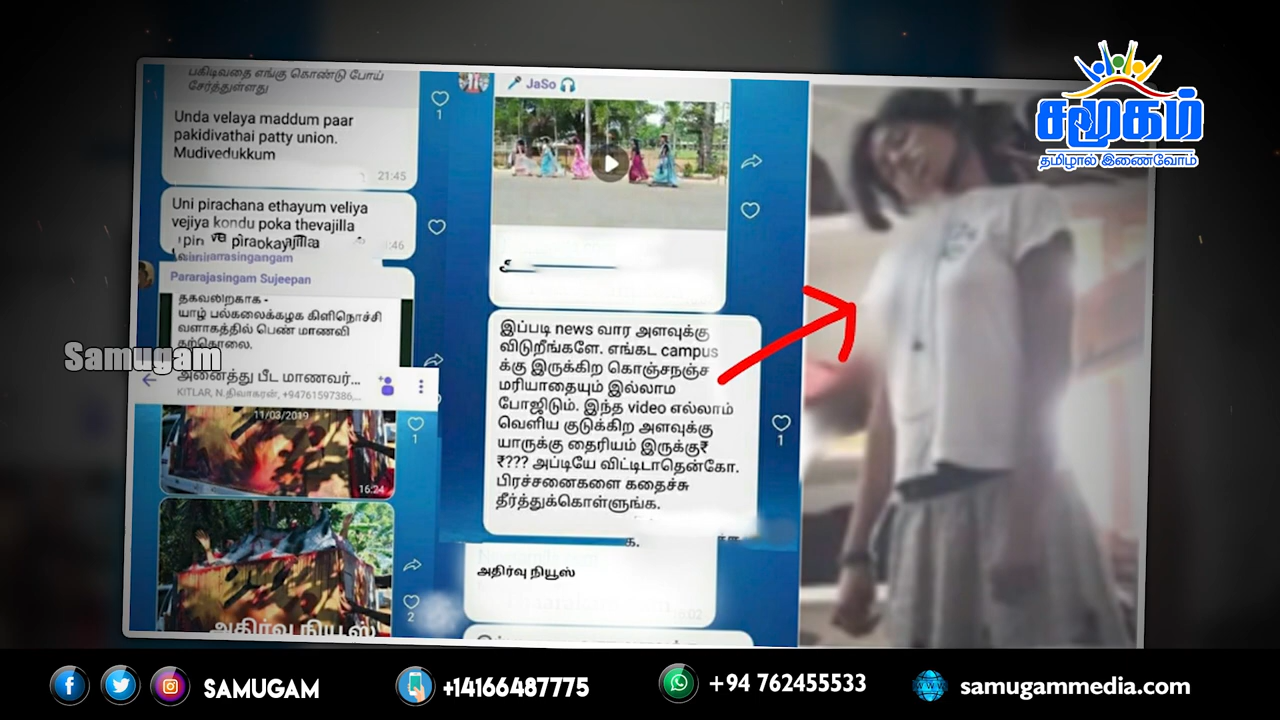 பகிடிவதை எங்கு கொண்டு போய்
சேர்த்துள்ளது
Unda velaya maddum paar
pakidivathai patty union.
Mudivedukkum
21:45
Uni pirachana ethayum veliya
vejiya kondu poka thevajilla
Pararajasingam Sujeepan
தகவலிற்காக -
யாழ் பல்கலைக்கழக கிளிநொச்சி
வளாகத்தில் பெண் மாணவி
தற்கொலை.
Samugam
அனைத்து பீட மாணவர்...
KITLAR, N.திவாகரன், +94761597386,...
11/03/2019
1
16:24
2
அதிர்வு நியூஸ்
JaSo
இப்படி news வார அளவுக்கு
விடுறீங்களே. எங்கட campus
க்கு இருக்கிற கொஞ்சநஞ்ச
மரியாதையும் இல்லாம
போஜிடும். இந்த video எல்லாம்
வெளிய குடுக்கிற அளவுக்கு
யாருக்கு தைரியம் இருக்கு₹
₹??? அப்டியே விட்டிடாதென்கோ.
பிரச்சனைகளை கதைச்சு
தீர்த்துக்கொள்ளுங்க.
1
அதிர்வு நியூஸ்
சமூகம்
தமிழால் இணைவோம்
SAMUGAM
+14166487775
+94 762455533
samugammedia.com